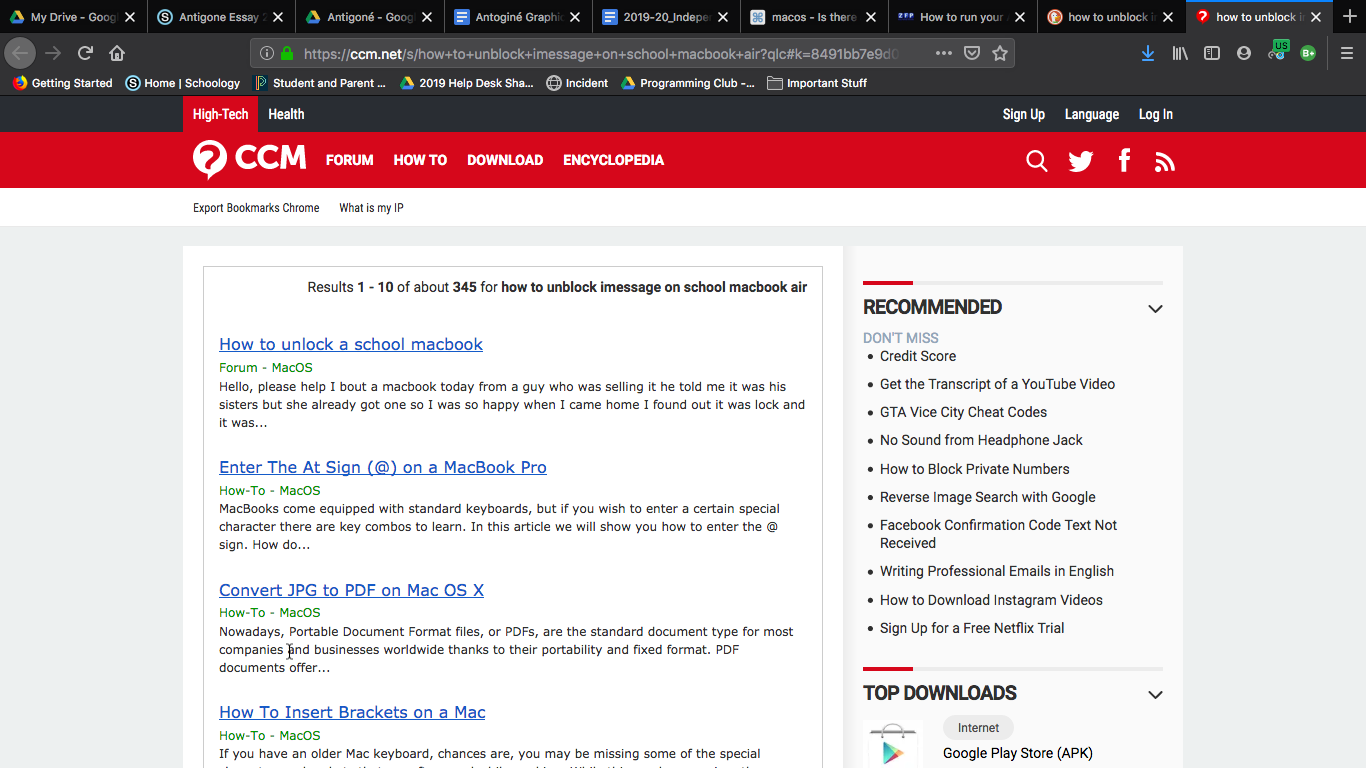 My Drive - Goog
Antigone Essay 2
Antigoné - Goog
Antoginé Graphi
2019-20_Indepe
macos - Is there
ZFP How to run your
how to unblock i
how to unblock i
https://ccm.net/s/how+to+unblock+imessage+on+school+macbook+air?qlc#k=8491bb7e9d0
US
B+
Getting Started
Home | Schoology
Student and Parent ...
2019 Help Desk Sha...
Incident
Programming Club -...
Important Stuff
High-Tech
Health
Sign Up
Language
Log In
CCM
FORUM
HOW TO
DOWNLOAD
ENCYCLOPEDIA
Export Bookmarks Chrome
What is my IP
Results 1 - 10 of about 345 for how to unblock imessage on school macbook air
How to unlock a school macbook
Forum - MacOS
Hello, please help I bout a macbook today from a guy who was selling it he told me it was his
sisters but she already got one so I was so happy when I came home I found out it was lock and
it was...
Enter The At Sign (@) on a MacBook Pro
How-To - MacOS
MacBooks come equipped with standard keyboards, but if you wish to enter a certain special
character there are key combos to learn. In this article we will show you how to enter the @
sign. How do...
Convert JPG to PDF on Mac OS X
How-To - MacOS
Nowadays, Portable Document Format files, or PDFs, are the standard document type for most
companies and businesses worldwide thanks to their portability and fixed format. PDF
documents offer...
How To Insert Brackets on a Mac
How-To - MacOS
If you have an older Mac keyboard, chances are, you may be missing some of the special
RECOMMENDED
DON'T MISS
Credit Score
Get the Transcript of a YouTube Video
GTA Vice City Cheat Codes
No Sound from Headphone Jack
How to Block Private Numbers
Reverse Image Search with Google
Facebook Confirmation Code Text Not
Received
Writing Professional Emails in English
How to Download Instagram Videos
Sign Up for a Free Netflix Trial
TOP DOWNLOADS
Internet
Google Play Store (APK)